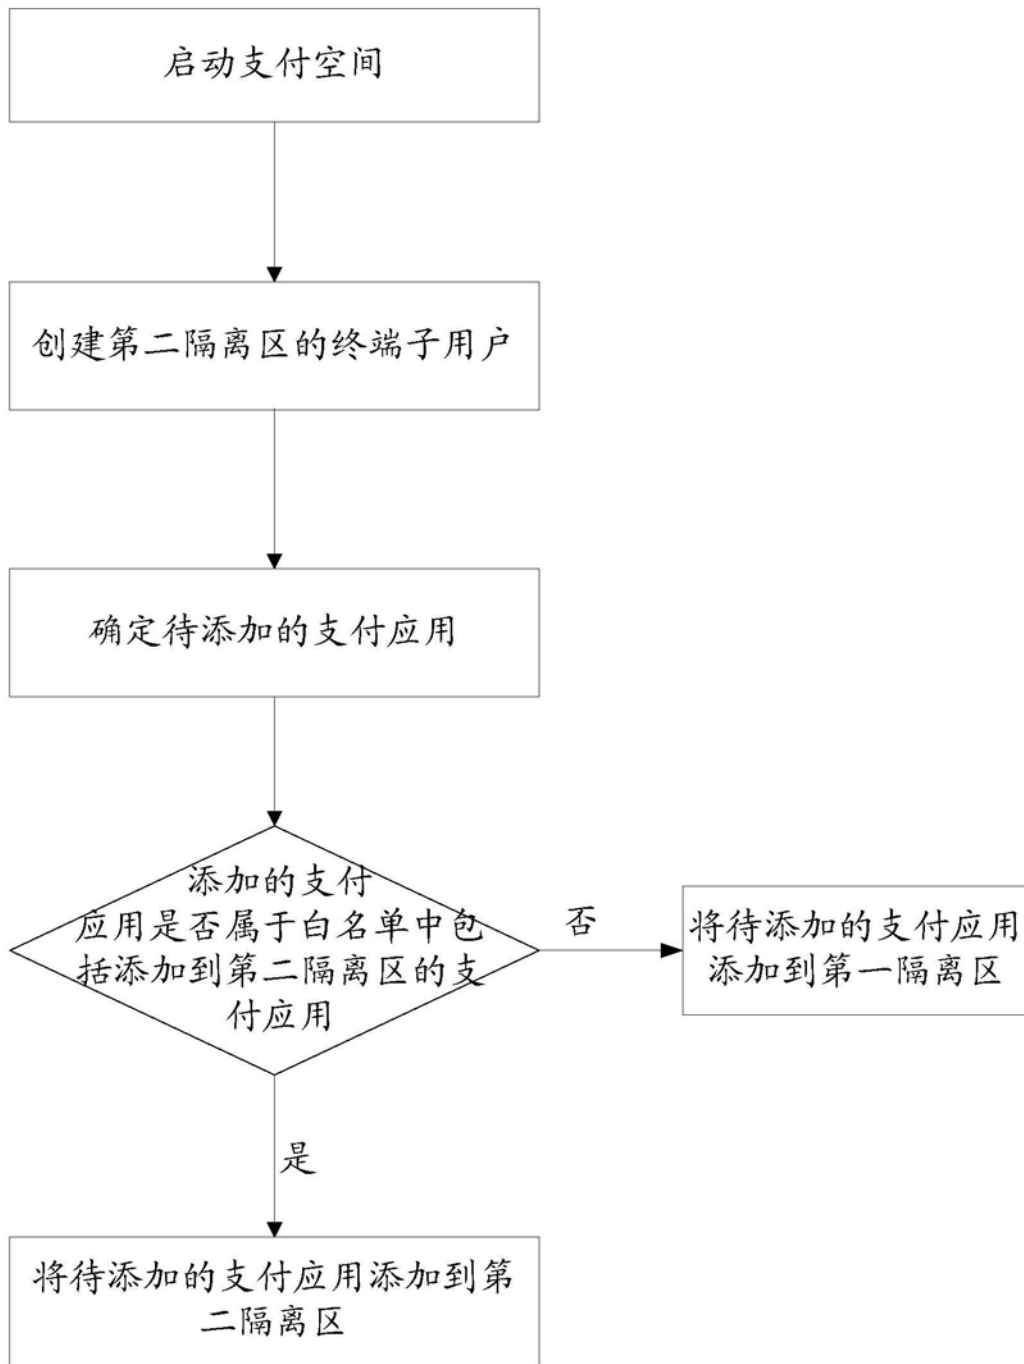 启动支付空间
创建第二隔离区的终端子用户
确定待添加的支付应用
添加的支付
应用是否属于白名单中包
括添加到第二隔离区的支
付应用
否
将待添加的支付应用
添加到第一隔离区
是
将待添加的支付应用添加到第
二隔离区